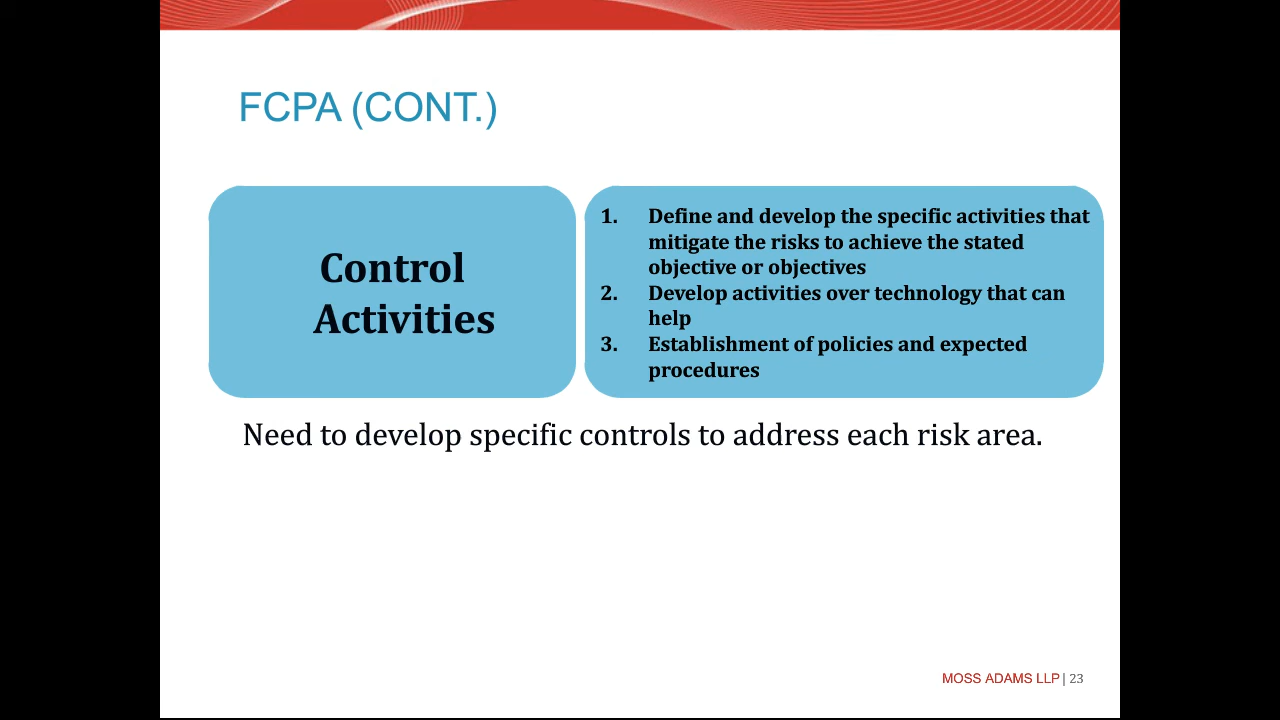 FCPA (CONT.)
Control
Activities
1. Define and develop the specific activities that
mitigate the risks to achieve the stated
objective or objectives
2. Develop activities over technology that can
help
3. Establishment of policies and expected
procedures
Need to develop specific controls to address each risk area.
MOSS ADAMS LLP | 23